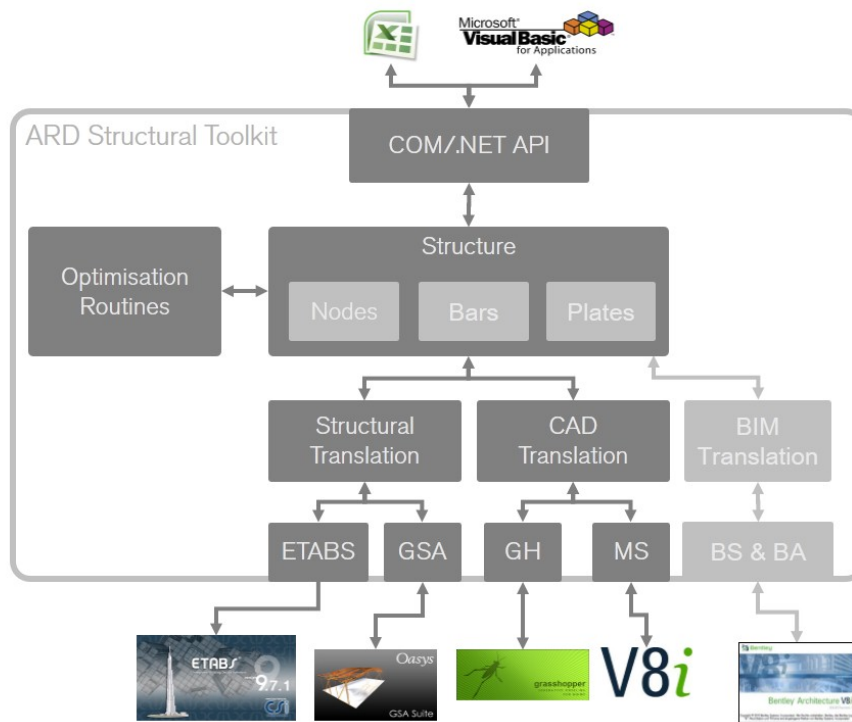 Microsoft®
Visual Basic®
for Applications
ARD Structural Toolkit
COM/.NET API
Structure
Optimisation
Routines
Nodes
Bars
Plates
Structural
Translation
CAD
Translation
BIM
Translation
ETABS
GSA
GH
MS
BS & BA
ETABS
9
9.7.1
CSI
Oasys
GSA Suite
grasshopper
V8i
Bentley
Bentley Architecture V8i